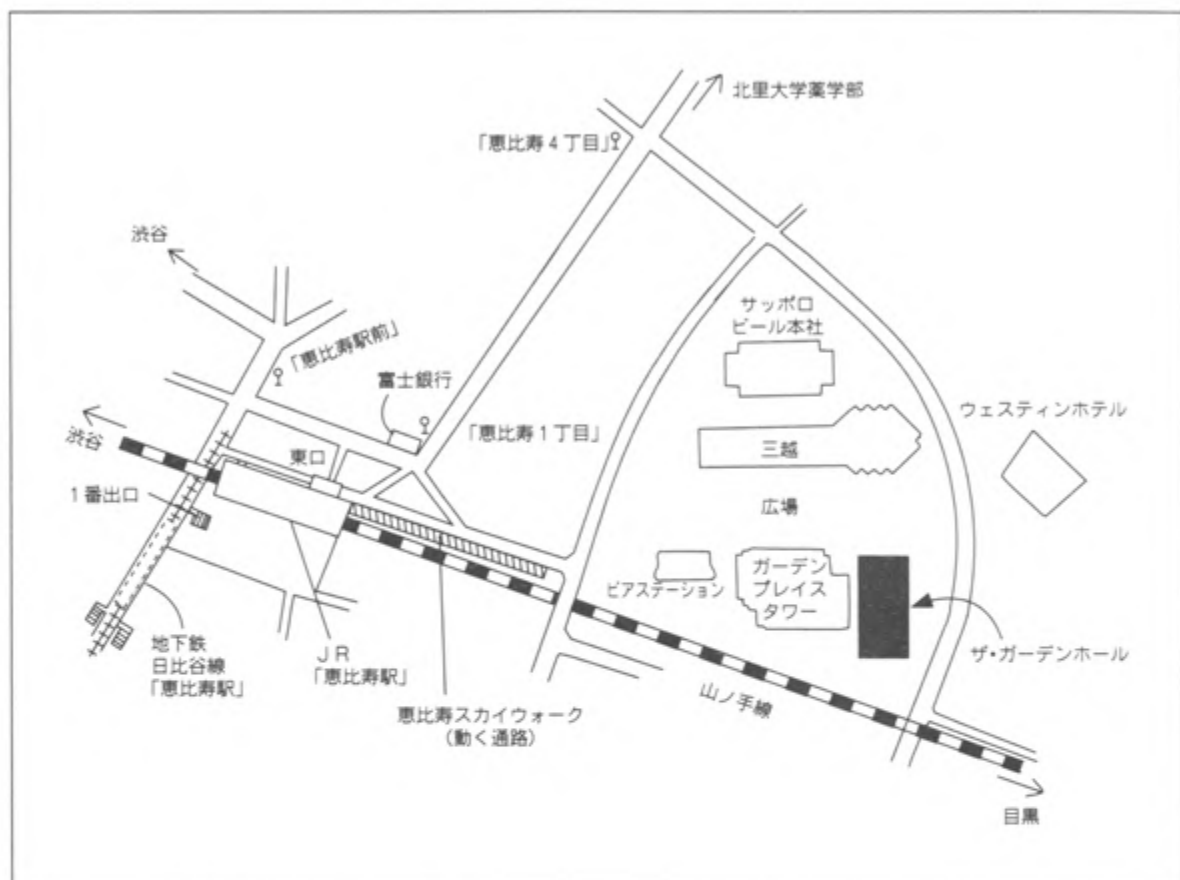 北里大学薬学部
「恵比寿4丁目」
渋谷
サッポロ
ビール本社
「恵比寿駅前」
富士銀行
ウェスティンホテル
渋谷
「恵比寿1丁目」
三越
東口
1番出口
広場
ビアステーション
ガーデン
プレイス
タワー
地下鉄
日比谷線
「恵比寿駅」
JR
「恵比寿駅」
ザ・ガーデンホール
恵比寿スカイウォーク
(動く通路)
山ノ手線
目黒